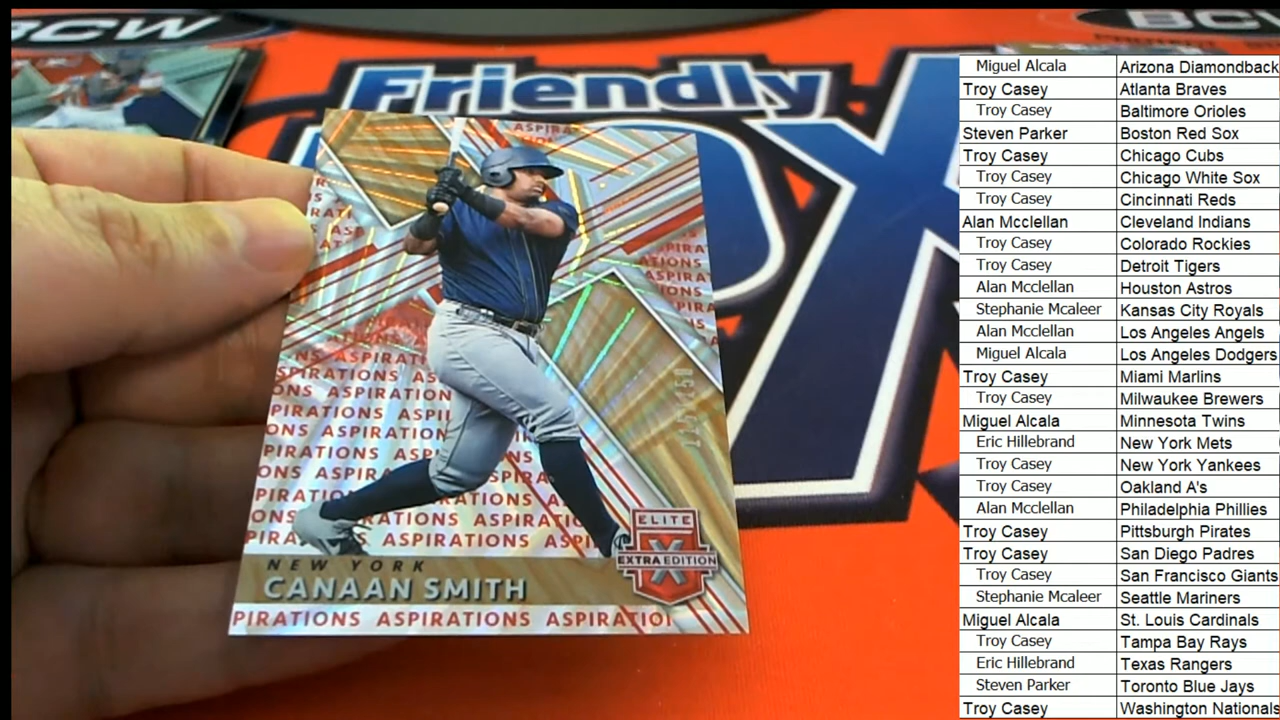 BCW
BCW
Friendly
ASPIRATIONS
NEW YORK
CANAAN SMITH
ELITE
EXTRA EDITION
X
PIRATIONS ASPIRATIONS ASPIRATIO
Miguel Alcala Arizona Diamondback
Troy Casey Atlanta Braves
Troy Casey Baltimore Orioles
Steven Parker Boston Red Sox
Troy Casey Chicago Cubs
Troy Casey Chicago White Sox
Troy Casey Cincinnati Reds
Alan Mcclellan Cleveland Indians
Troy Casey Colorado Rockies
Troy Casey Detroit Tigers
Alan Mcclellan Houston Astros
Stephanie Mcaleer Kansas City Royals
Alan Mcclellan Los Angeles Angels
Miguel Alcala Los Angeles Dodgers
Troy Casey Miami Marlins
Troy Casey Milwaukee Brewers
Miguel Alcala Minnesota Twins
Eric Hillebrand New York Mets
Troy Casey New York Yankees
Troy Casey Oakland A's
Alan Mcclellan Philadelphia Phillies
Troy Casey Pittsburgh Pirates
Troy Casey San Diego Padres
Troy Casey San Francisco Giants
Stephanie Mcaleer Seattle Mariners
Miguel Alcala St. Louis Cardinals
Troy Casey Tampa Bay Rays
Eric Hillebrand Texas Rangers
Steven Parker Toronto Blue Jays
Troy Casey Washington Nationals